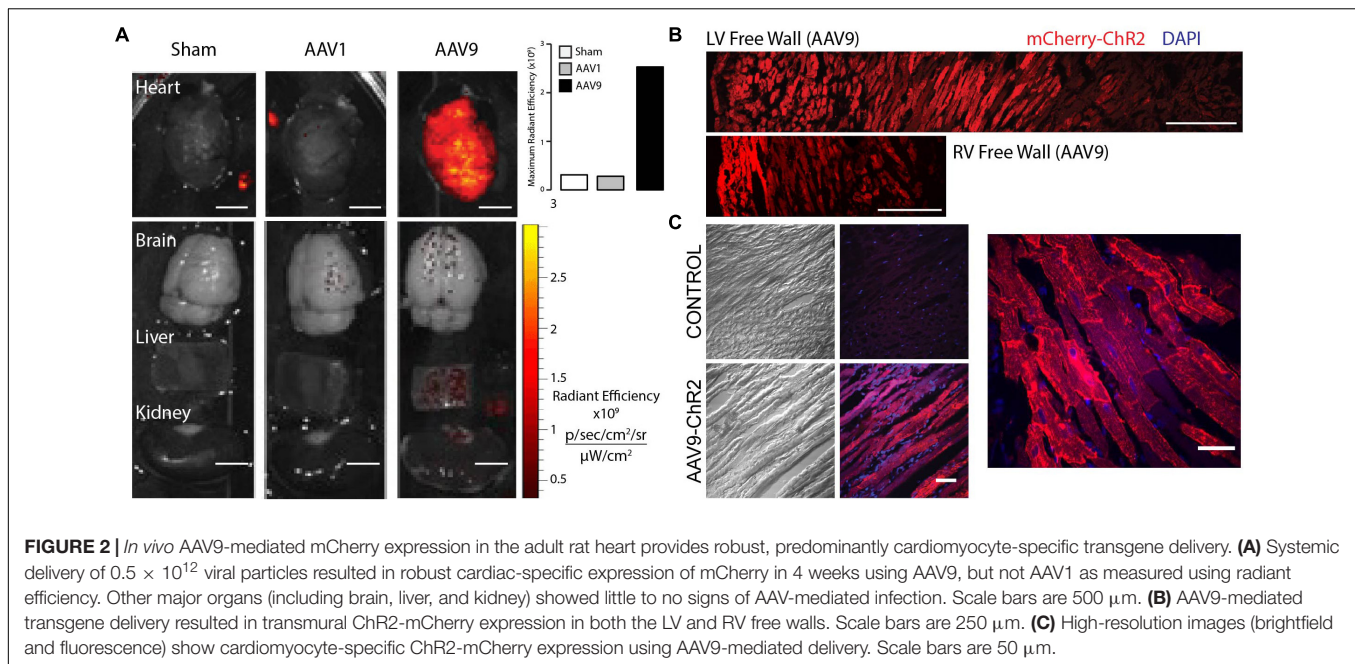 A
Sham
AAV1
AAV9
Heart
Maximum Radiant Efficiency (x10⁹)
3
2
1
0
Sham
AAV1
AAV9
3
Brain
Liver
Kidney
2.5
2
1.5
1
0.5
Radiant Efficiency
x10⁹
p/sec/cm²/sr
µW/cm²
B
LV Free Wall (AAV9)
mCherry-ChR2
DAPI
RV Free Wall (AAV9)
C
CONTROL
AAV9-ChR2
FIGURE 2 | In vivo AAV9-mediated mCherry expression in the adult rat heart provides robust, predominantly cardiomyocyte-specific transgene delivery. (A) Systemic
delivery of 0.5 × 10¹² viral particles resulted in robust cardiac-specific expression of mCherry in 4 weeks using AAV9, but not AAV1 as measured using radiant
efficiency. Other major organs (including brain, liver, and kidney) showed little to no signs of AAV-mediated infection. Scale bars are 500 µm. (B) AAV9-mediated
transgene delivery resulted in transmural ChR2-mCherry expression in both the LV and RV free walls. Scale bars are 250 µm. (C) High-resolution images (brightfield
and fluorescence) show cardiomyocyte-specific ChR2-mCherry expression using AAV9-mediated delivery. Scale bars are 50 µm.